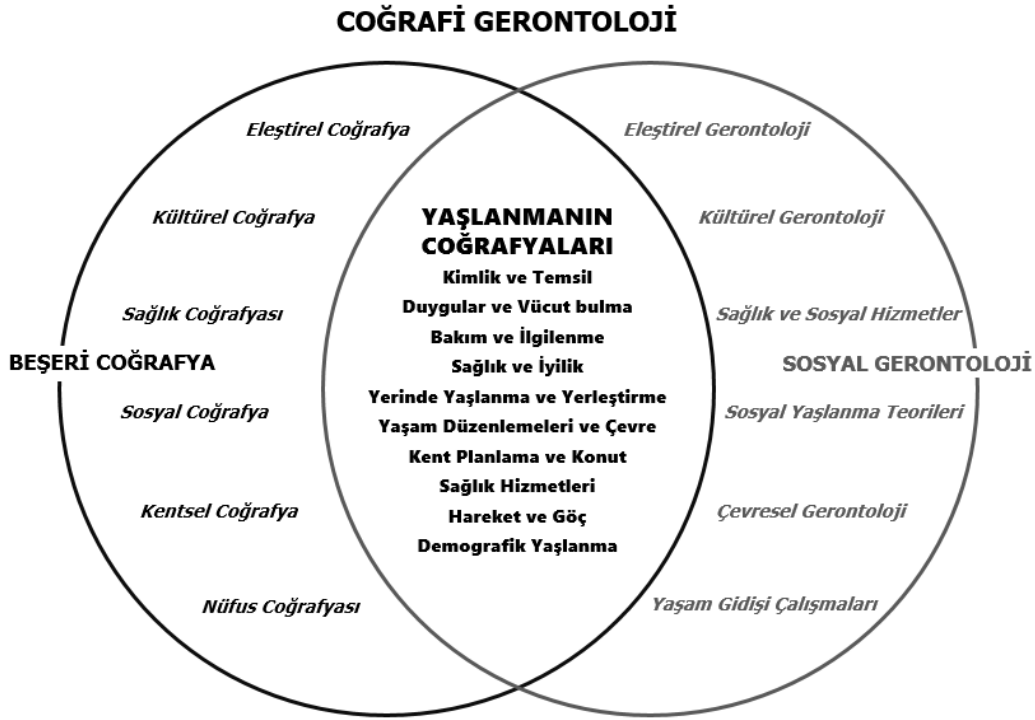 COĞRAFİ GERONTOLOJİ
Eleştirel Coğrafya
Kültürel Coğrafya
Sağlık Coğrafyası
BEŞERİ COĞRAFYA
Sosyal Coğrafya
Kentsel Coğrafya
Nüfus Coğrafyası
YAŞLANMANIN
COĞRAFYALARI
Kimlik ve Temsil
Duygular ve Vücut bulma
Bakım ve İlgilenme
Sağlık ve İyilik
Yerinde Yaşlanma ve Yerleştirme
Yaşam Düzenlemeleri ve Çevre
Kent Planlama ve Konut
Sağlık Hizmetleri
Hareket ve Göç
Demografik Yaşlanma
Eleştirel Gerontoloji
Kültürel Gerontoloji
Sağlık ve Sosyal Hizmetler
SOSYAL GERONTOLOJİ
Sosyal Yaşlanma Teorileri
Çevresel Gerontoloji
Yaşam Gidişi Çalışmaları